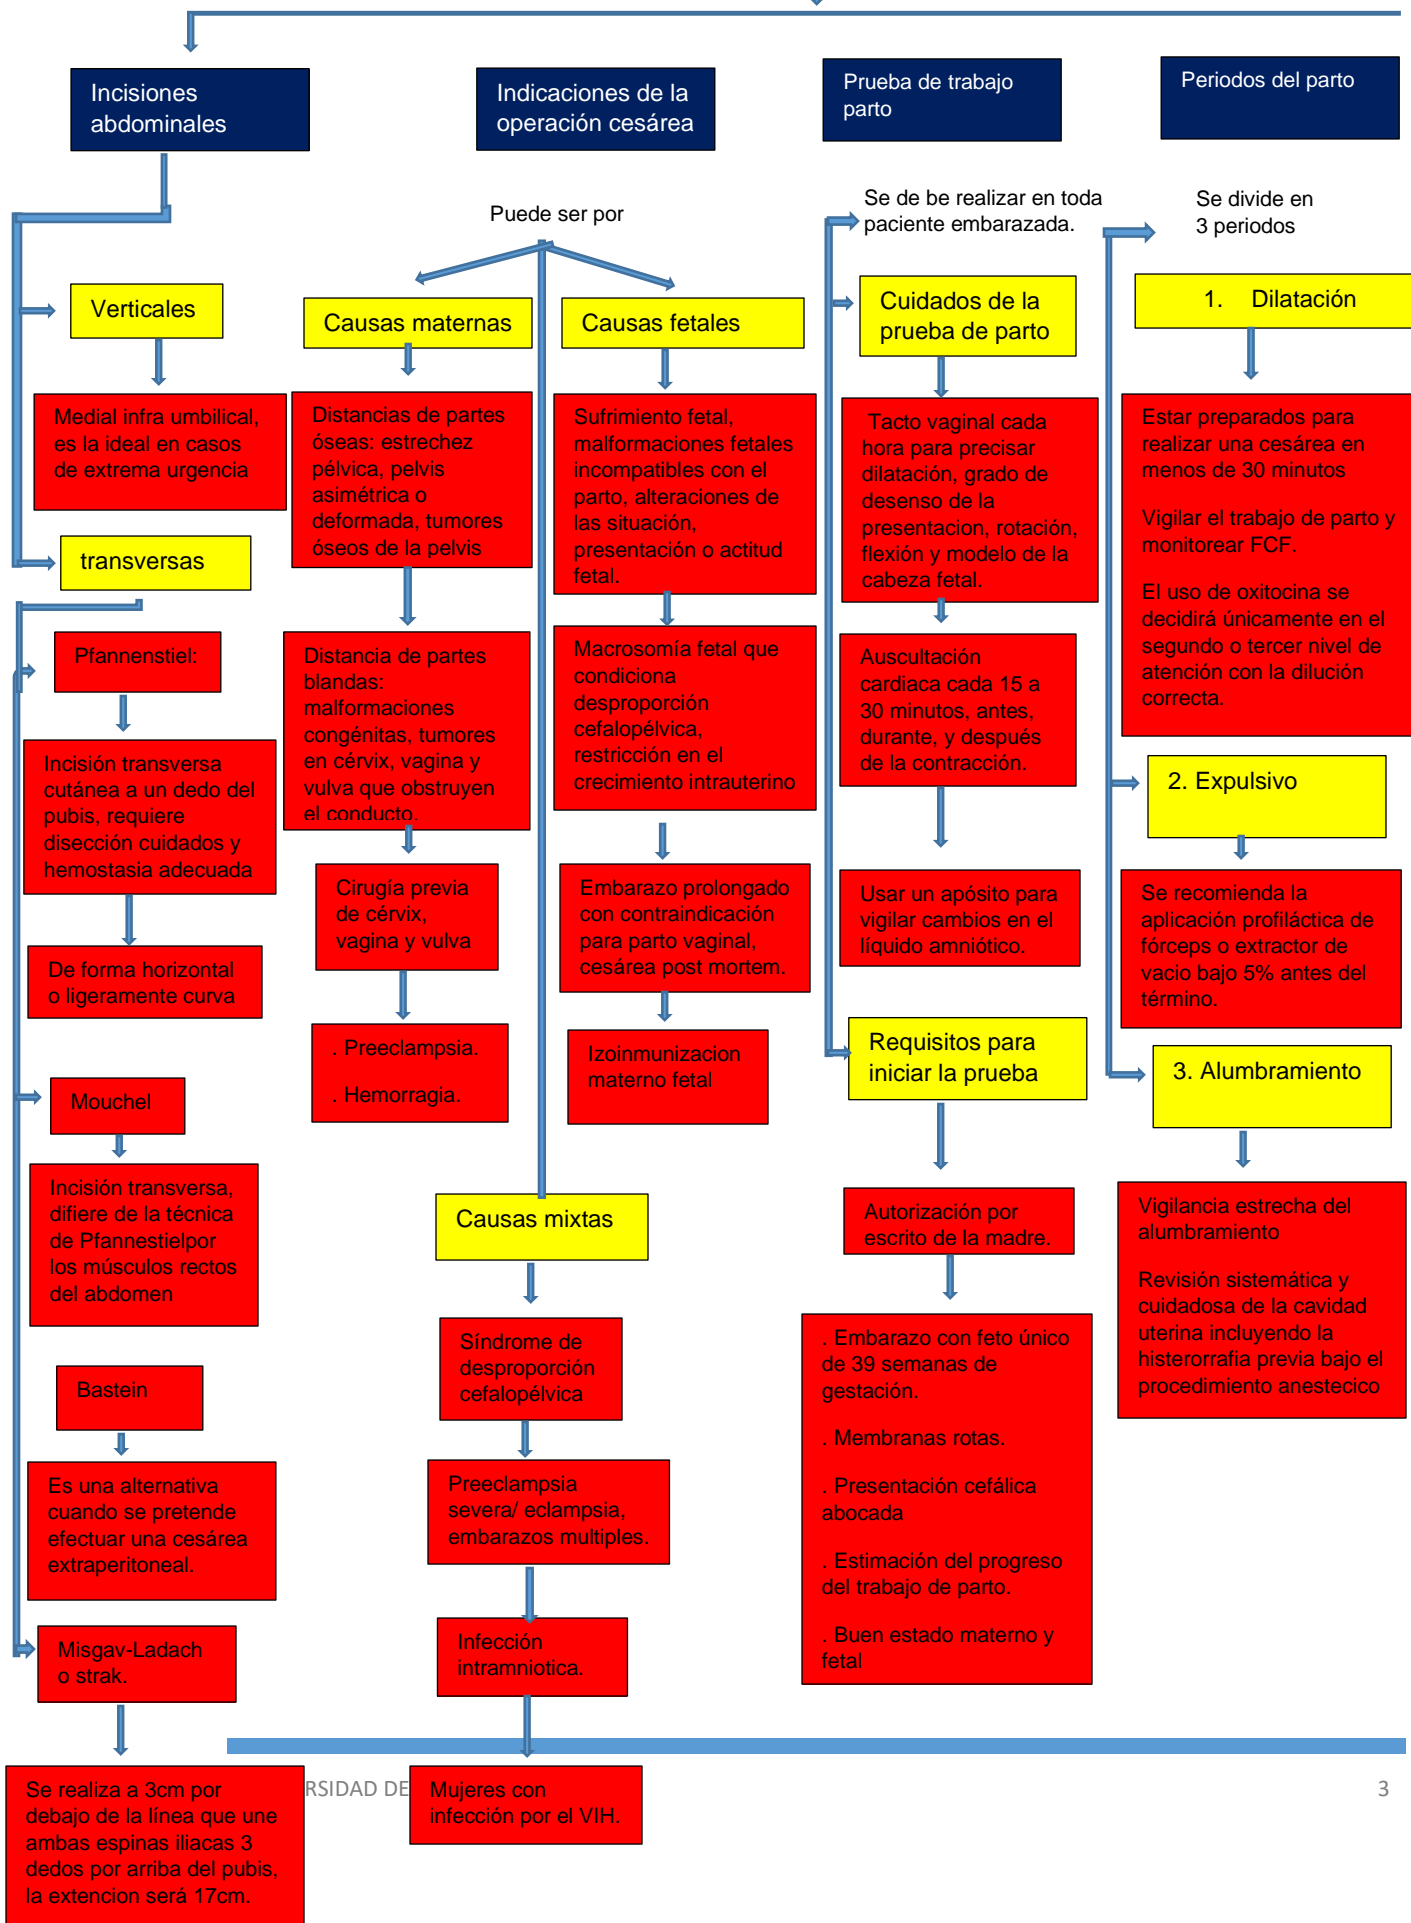 Incisiones
abdominales
Verticales
Medial infra umbilical,
es la ideal en casos
de extrema urgencia
transversas
Pfannenstiel:
Incisión transversa
cutánea a un dedo del
pubis, requiere
disección cuidados y
hemostasia adecuada
De forma horizontal
o ligeramente curva
Mouchel
Incisión transversa,
difiere de la técnica
de Pfannestielpor
los músculos rectos
del abdomen
Bastein
Es una alternativa
cuando se pretende
efectuar una cesárea
extraperitoneal.
Misgav-Ladach
o strak.
Se realiza a 3cm por
debajo de la línea que une
ambas espinas iliacas 3
dedos por arriba del pubis,
la extencion será 17cm.
Indicaciones de la
operación cesárea
Puede ser por
Causas maternas
Distancias de partes
óseas: estrechez
pélvica, pelvis
asimétrica o
deformada, tumores
óseos de la pelvis
Distancia de partes
blandas:
malformaciones
congénitas, tumores
en cérvix, vagina y
vulva que obstruyen
el conducto.
Cirugía previa
de cérvix,
vagina y vulva
. Preeclampsia.
. Hemorragia.
Causas fetales
Sufrimiento fetal,
malformaciones fetales
incompatibles con el
parto, alteraciones de
las situación,
presentación o actitud
fetal.
Macrosomía fetal que
condiciona
desproporción
cefalopélvica,
restricción en el
crecimiento intrauterino
Embarazo prolongado
con contraindicación
para parto vaginal,
cesárea post mortem.
Izoinmunizacion
materno fetal
Causas mixtas
Síndrome de
desproporción
cefalopélvica
Preeclampsia
severa/ eclampsia,
embarazos multiples.
Infección
intramniotica.
Mujeres con
infección por el VIH.
Prueba de trabajo
parto
Se de be realizar en toda
paciente embarazada.
Cuidados de la
prueba de parto
Tacto vaginal cada
hora para precisar
dilatación, grado de
desenso de la
presentacion, rotación,
flexión y modelo de la
cabeza fetal.
Auscultación
cardiaca cada 15 a
30 minutos, antes,
durante, y después
de la contracción.
Usar un apósito para
vigilar cambios en el
líquido amniótico.
Requisitos para
iniciar la prueba
Autorización por
escrito de la madre.
. Embarazo con feto único
de 39 semanas de
gestación.
. Membranas rotas.
. Presentación cefálica
abocada
. Estimación del progreso
del trabajo de parto.
. Buen estado materno y
fetal
Periodos del parto
Se divide en
3 periodos
1. Dilatación
Estar preparados para
realizar una cesárea en
menos de 30 minutos
Vigilar el trabajo de parto y
monitorear FCF.
El uso de oxitocina se
decidirá únicamente en el
segundo o tercer nivel de
atención con la dilución
correcta.
2. Expulsivo
Se recomienda la
aplicación profiláctica de
fórceps o extractor de
vacio bajo 5% antes del
término.
3. Alumbramiento
Vigilancia estrecha del
alumbramiento
Revisión sistemática y
cuidadosa de la cavidad
uterina incluyendo la
histerorrafia previa bajo el
procedimiento anestecico
RSIDAD DE
3